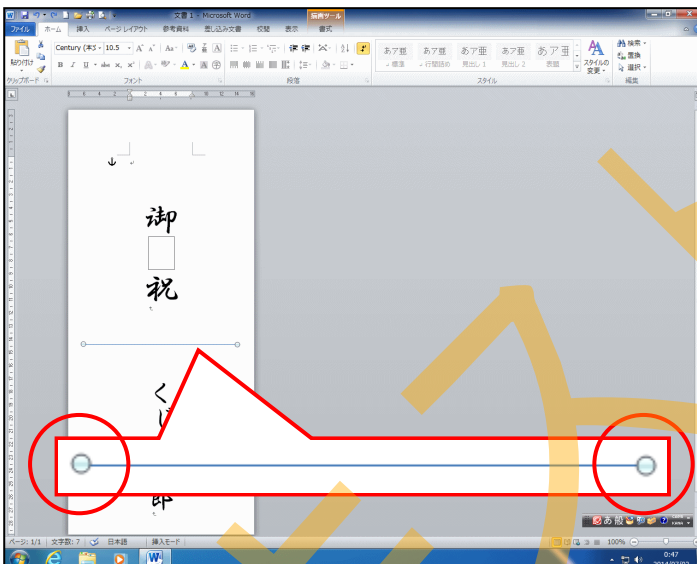 文書 1 - Microsoft Word
描画ツール
ファイル ホーム 挿入 ページ レイアウト 参考資料 差し込み文書 校閲 表示 書式
Century (本文 10.5
貼り付け
あア亜 あア亜 あア亜 あア亜 あア亜
標準 行間詰め 見出し 1 見出し 2 表題
スタイルの
変更
検索
置換
選択
クリップボード フォント 段落 スタイル 編集
御
祝
く
じ
郎
あ 般
ページ: 1/1 文字数: 7 日本語 挿入モード 100%
0:47